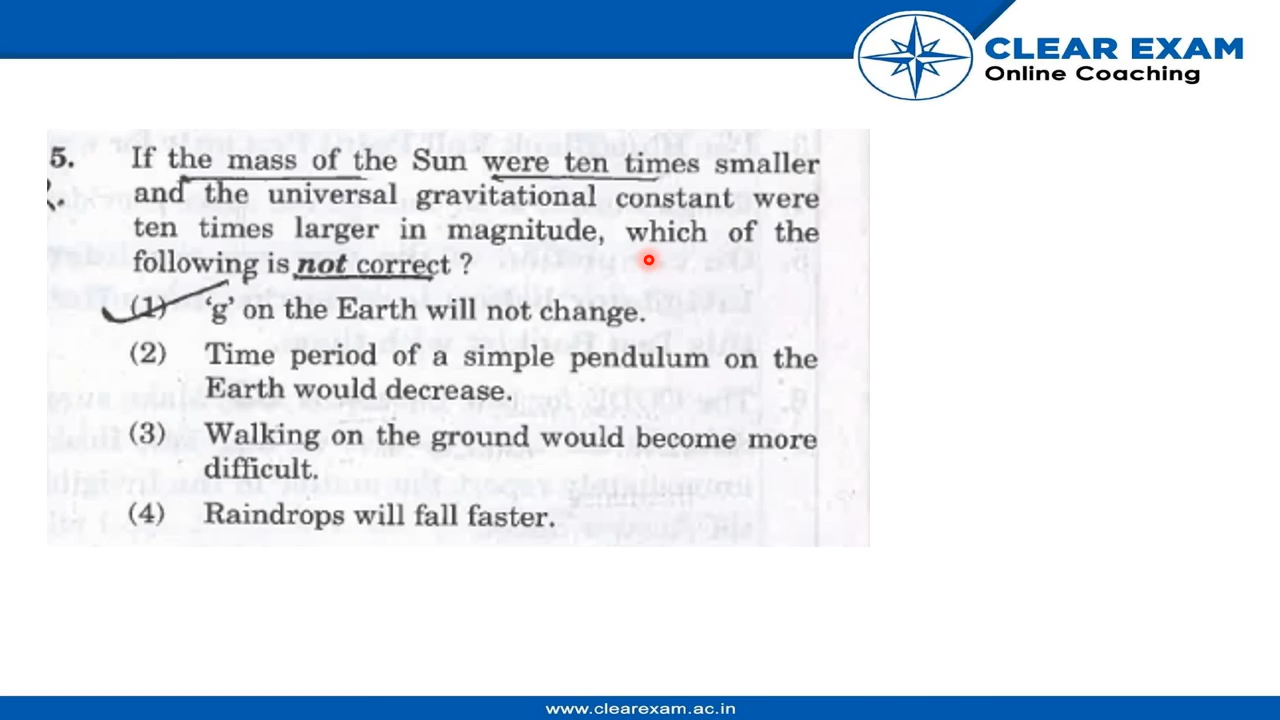 CLEAR EXAM
Online Coaching
5. If the mass of the Sun were ten times smaller
and the universal gravitational constant were
ten times larger in magnitude, which of the
following is not correct ?
(1) 'g' on the Earth will not change.
(2) Time period of a simple pendulum on the
Earth would decrease.
(3) Walking on the ground would become more
difficult.
(4) Raindrops will fall faster.
www.clearexam.ac.in